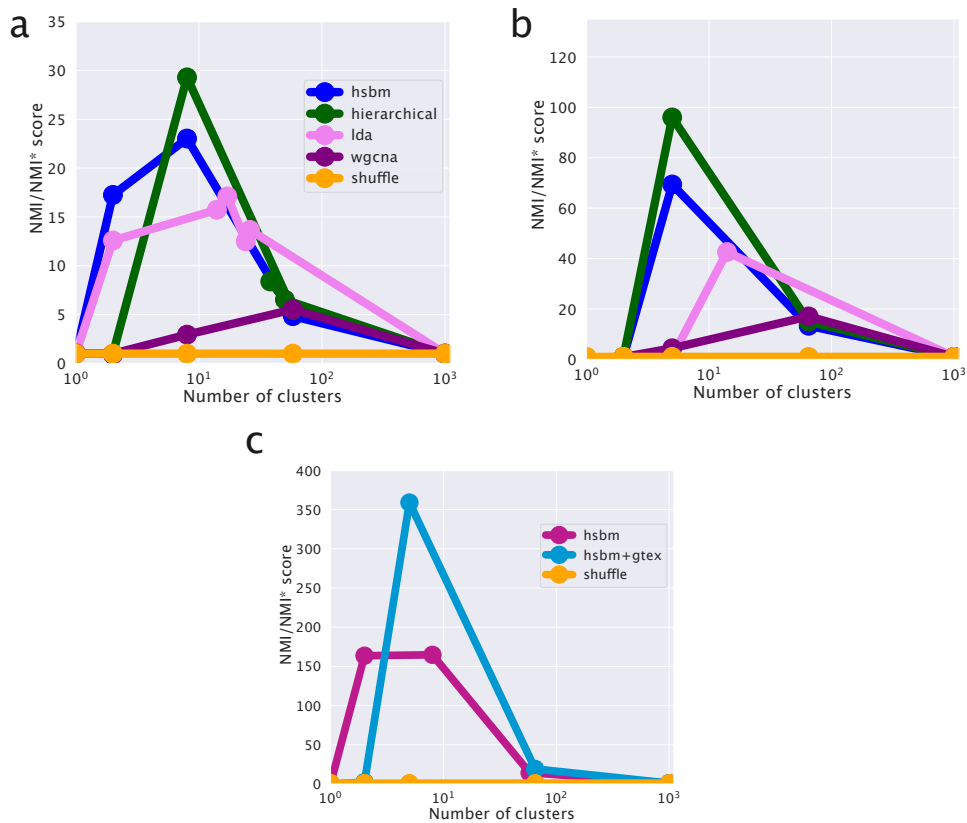 a
NMI/NMI* score
35
30
25
20
15
10
5
0
hsbm
hierarchical
lda
wgcna
shuffle
10⁰ 10¹ 10² 10³
Number of clusters
b
NMI/NMI* score
120
100
80
60
40
20
0
10⁰ 10¹ 10² 10³
Number of clusters
c
NMI/NMI* score
400
350
300
250
200
150
100
50
0
hsbm
hsbm+gtex
shuffle
10⁰ 10¹ 10² 10³
Number of clusters